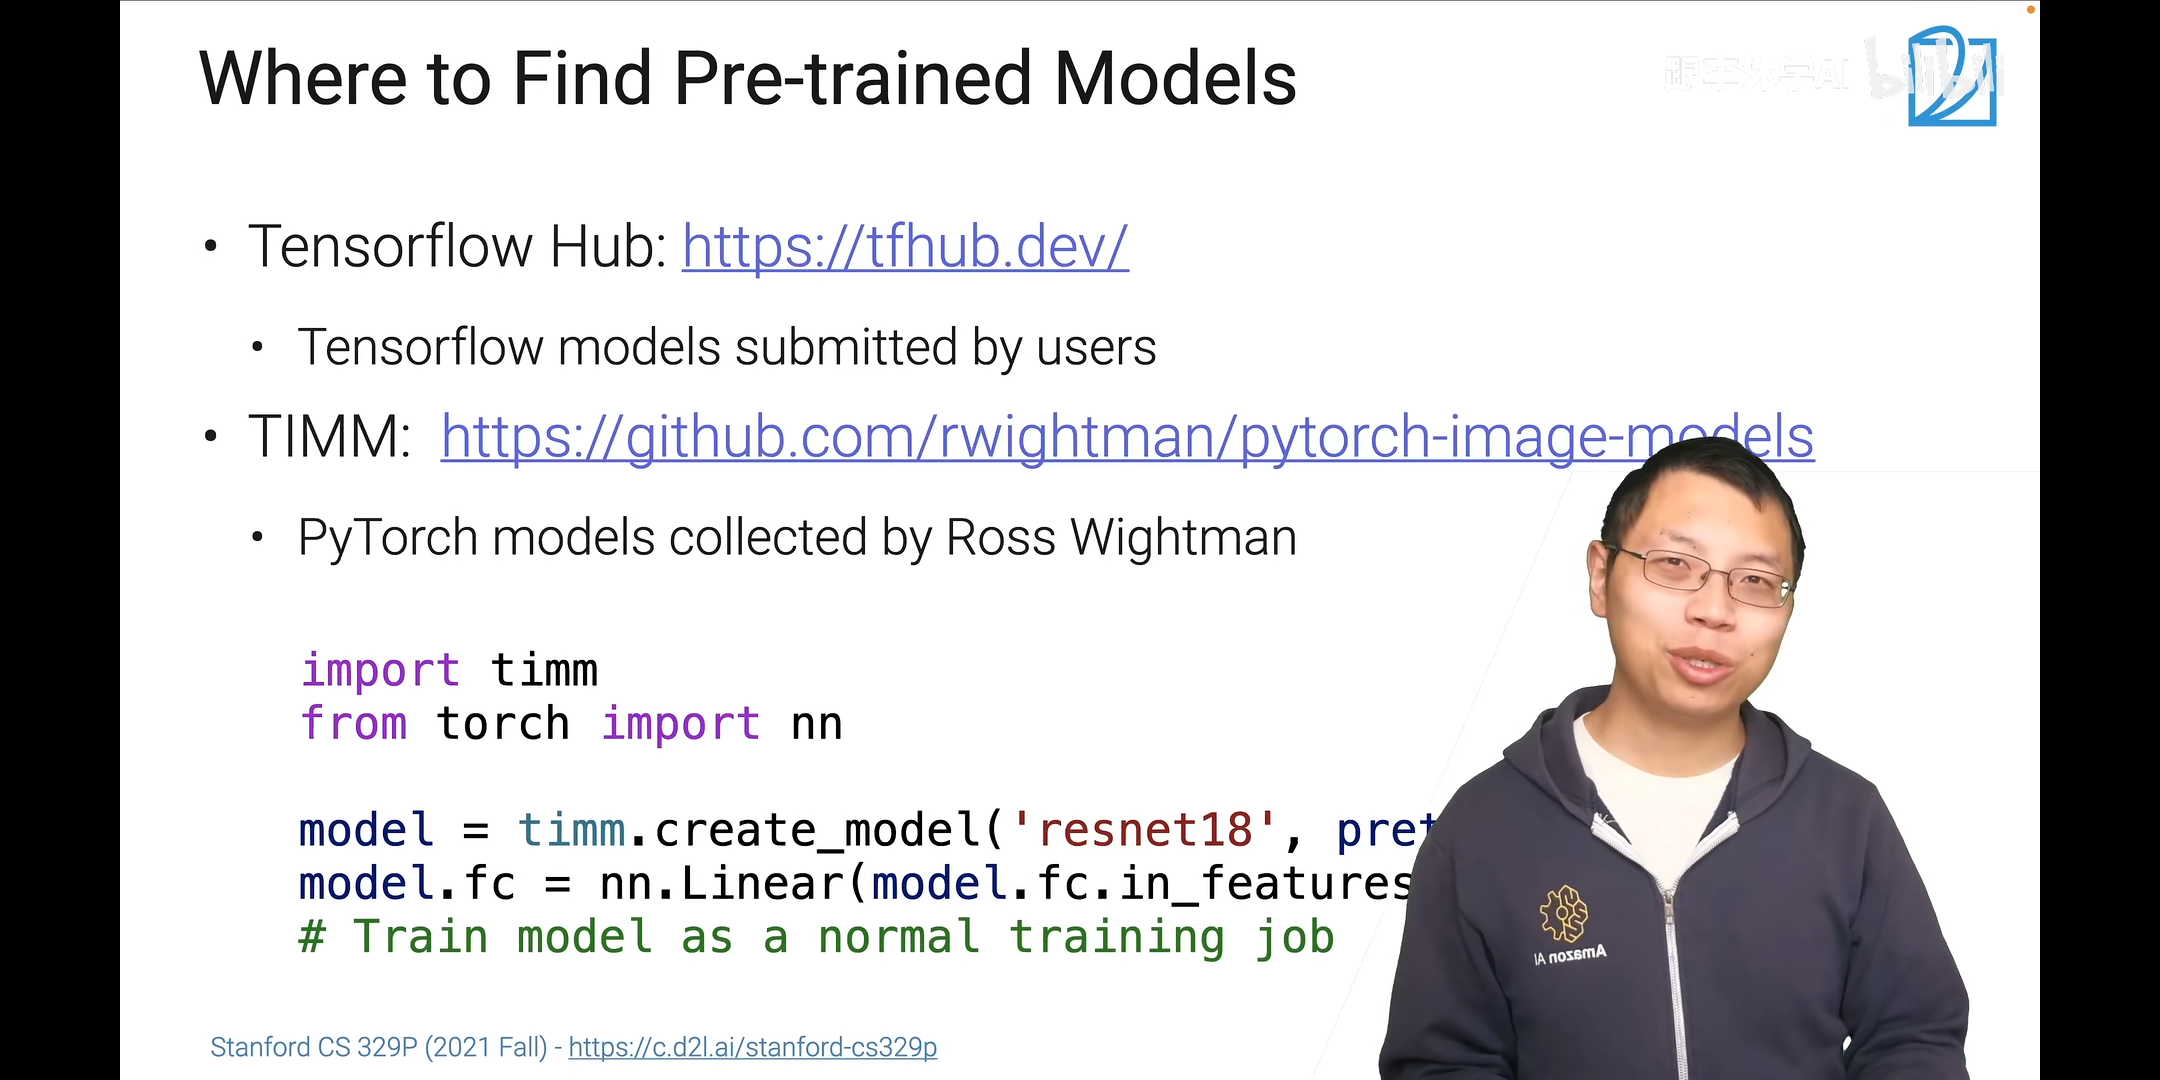 Where to Find Pre-trained Models
跟李沐学AI bilibili
• Tensorflow Hub: https://tfhub.dev/
• Tensorflow models submitted by users
• TIMM: https://github.com/rwightman/pytorch-image-models
• PyTorch models collected by Ross Wightman
import timm
from torch import nn
model = timm.create_model('resnet18', pret
model.fc = nn.Linear(model.fc.in_features
# Train model as a normal training job
Amazon AI
Stanford CS 329P (2021 Fall) - https://c.d2l.ai/stanford-cs329p